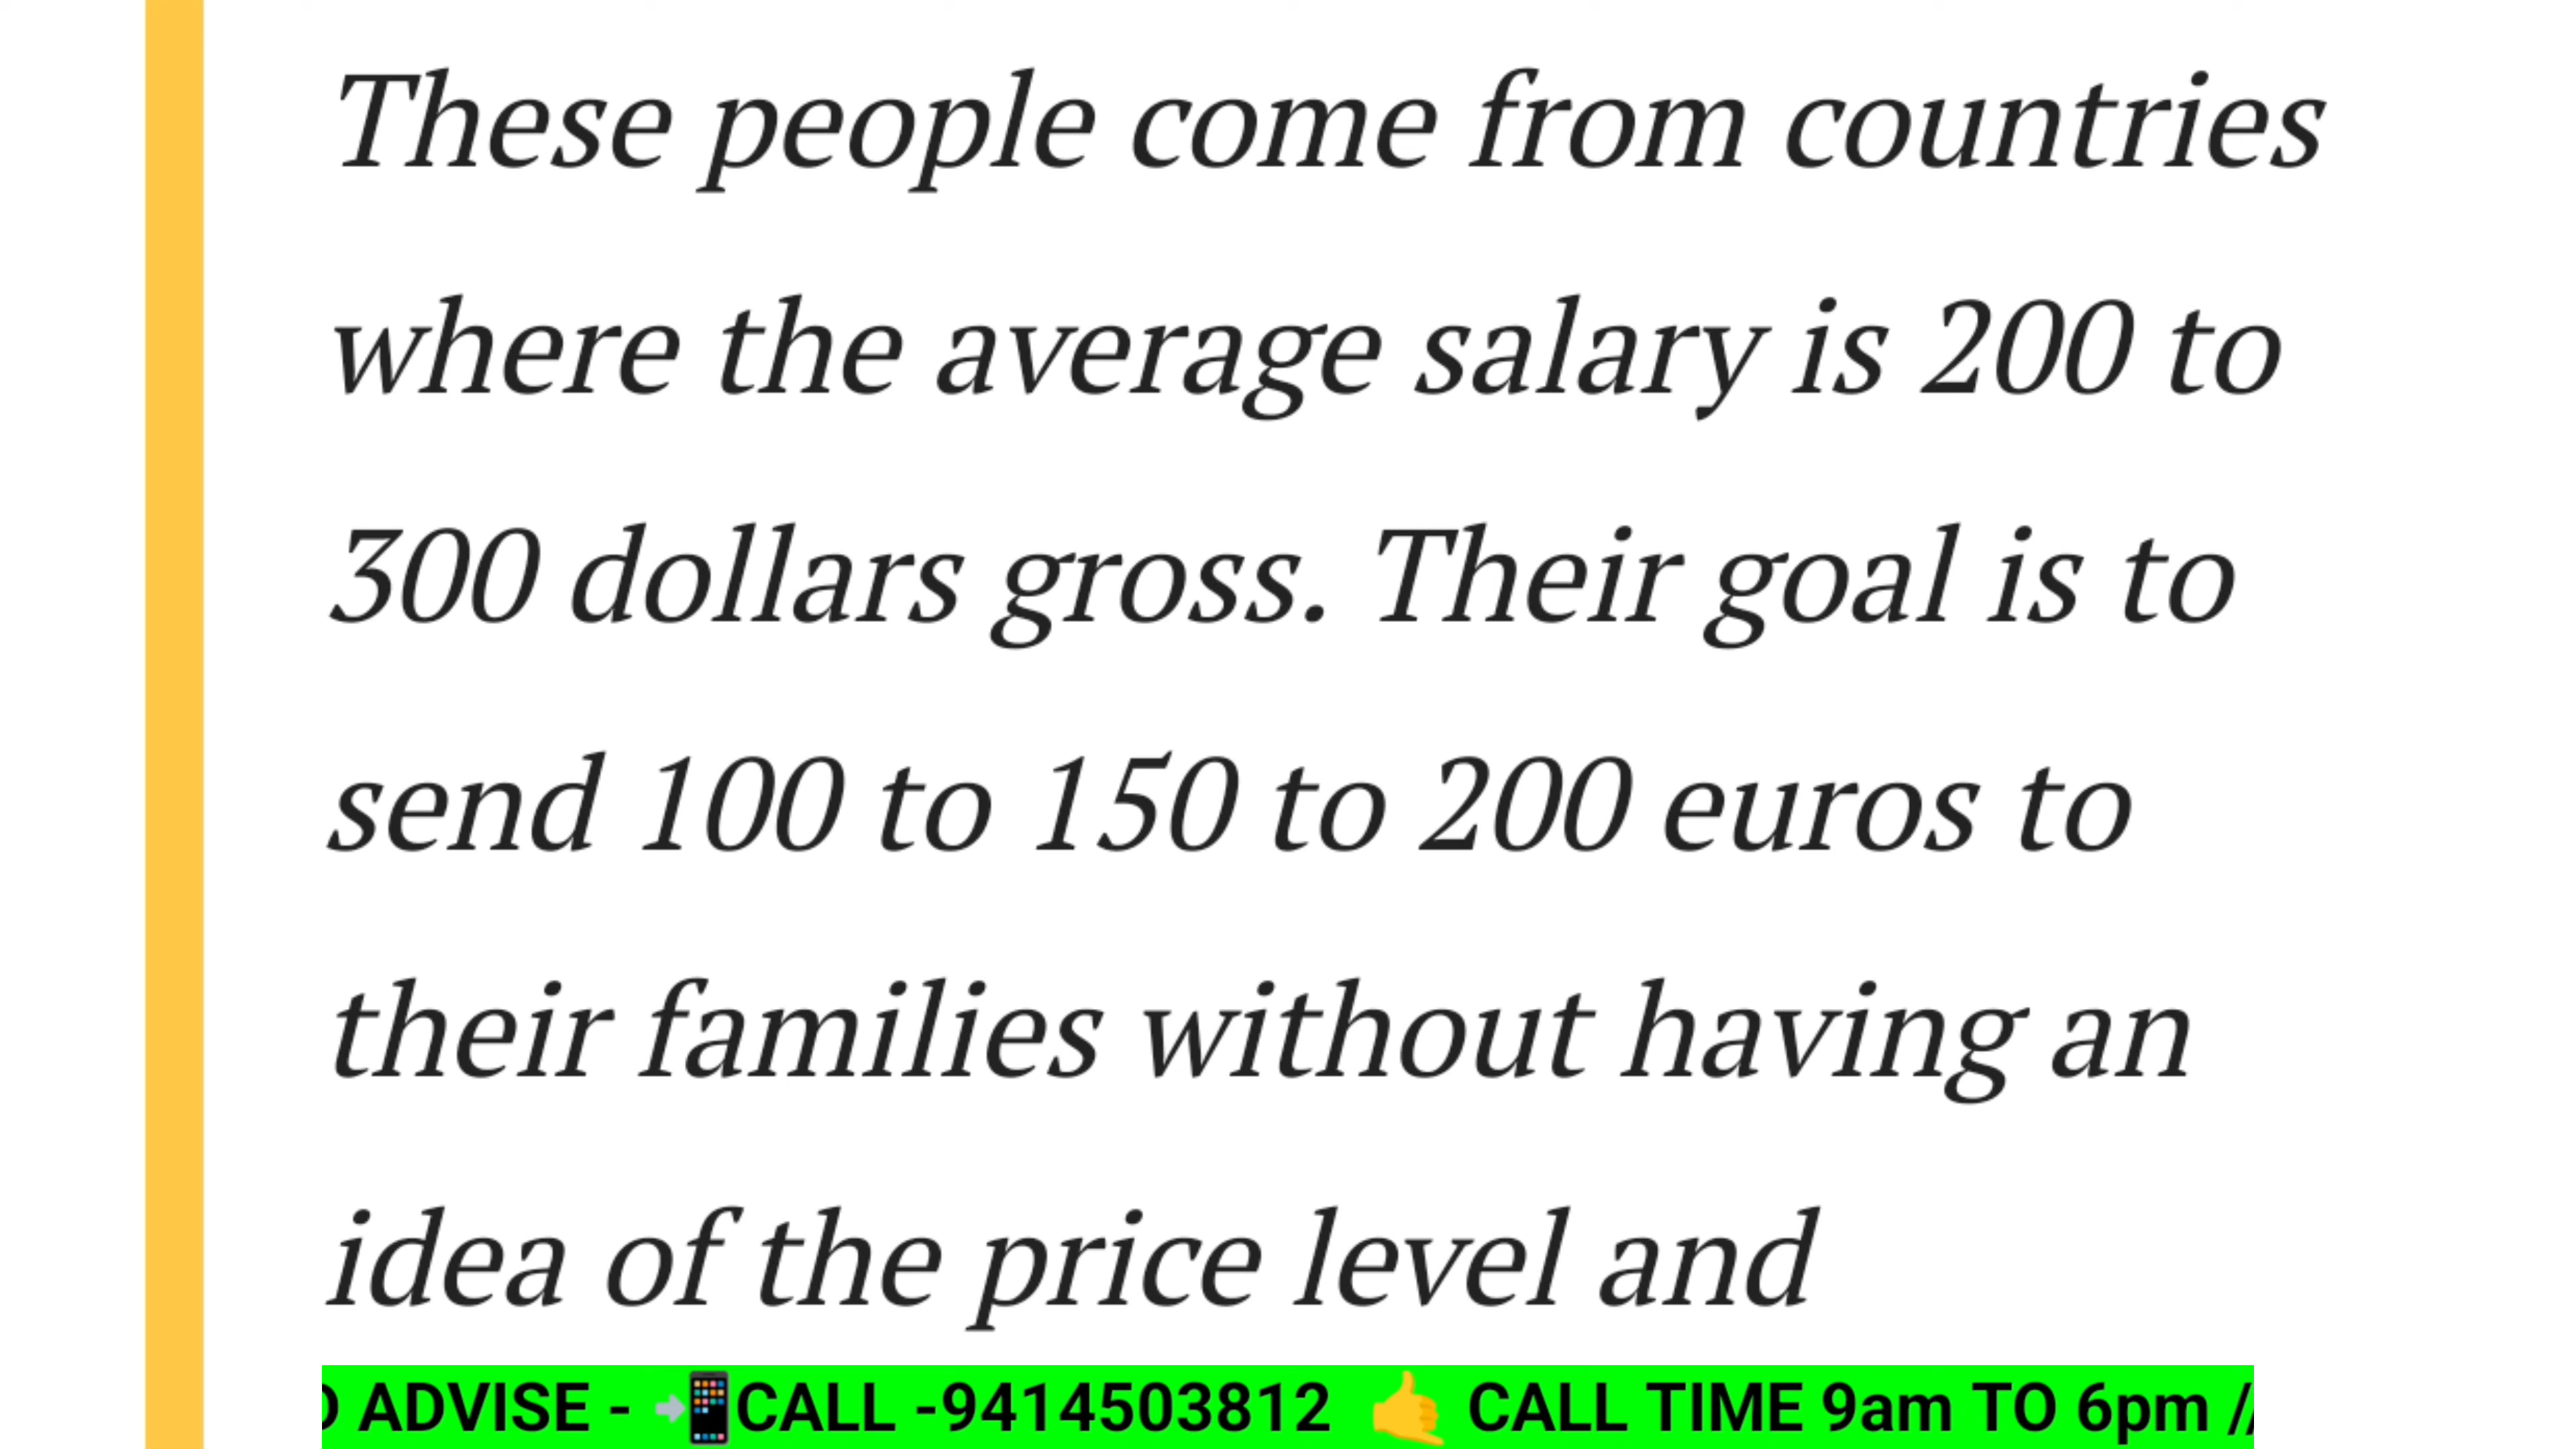 These people come from countries
where the average salary is 200 to
300 dollars gross. Their goal is to
send 100 to 150 to 200 euros to
their families without having an
idea of the price level and
ADVISE - 📲CALL -9414503812 🤙 CALL TIME 9am TO 6pm //